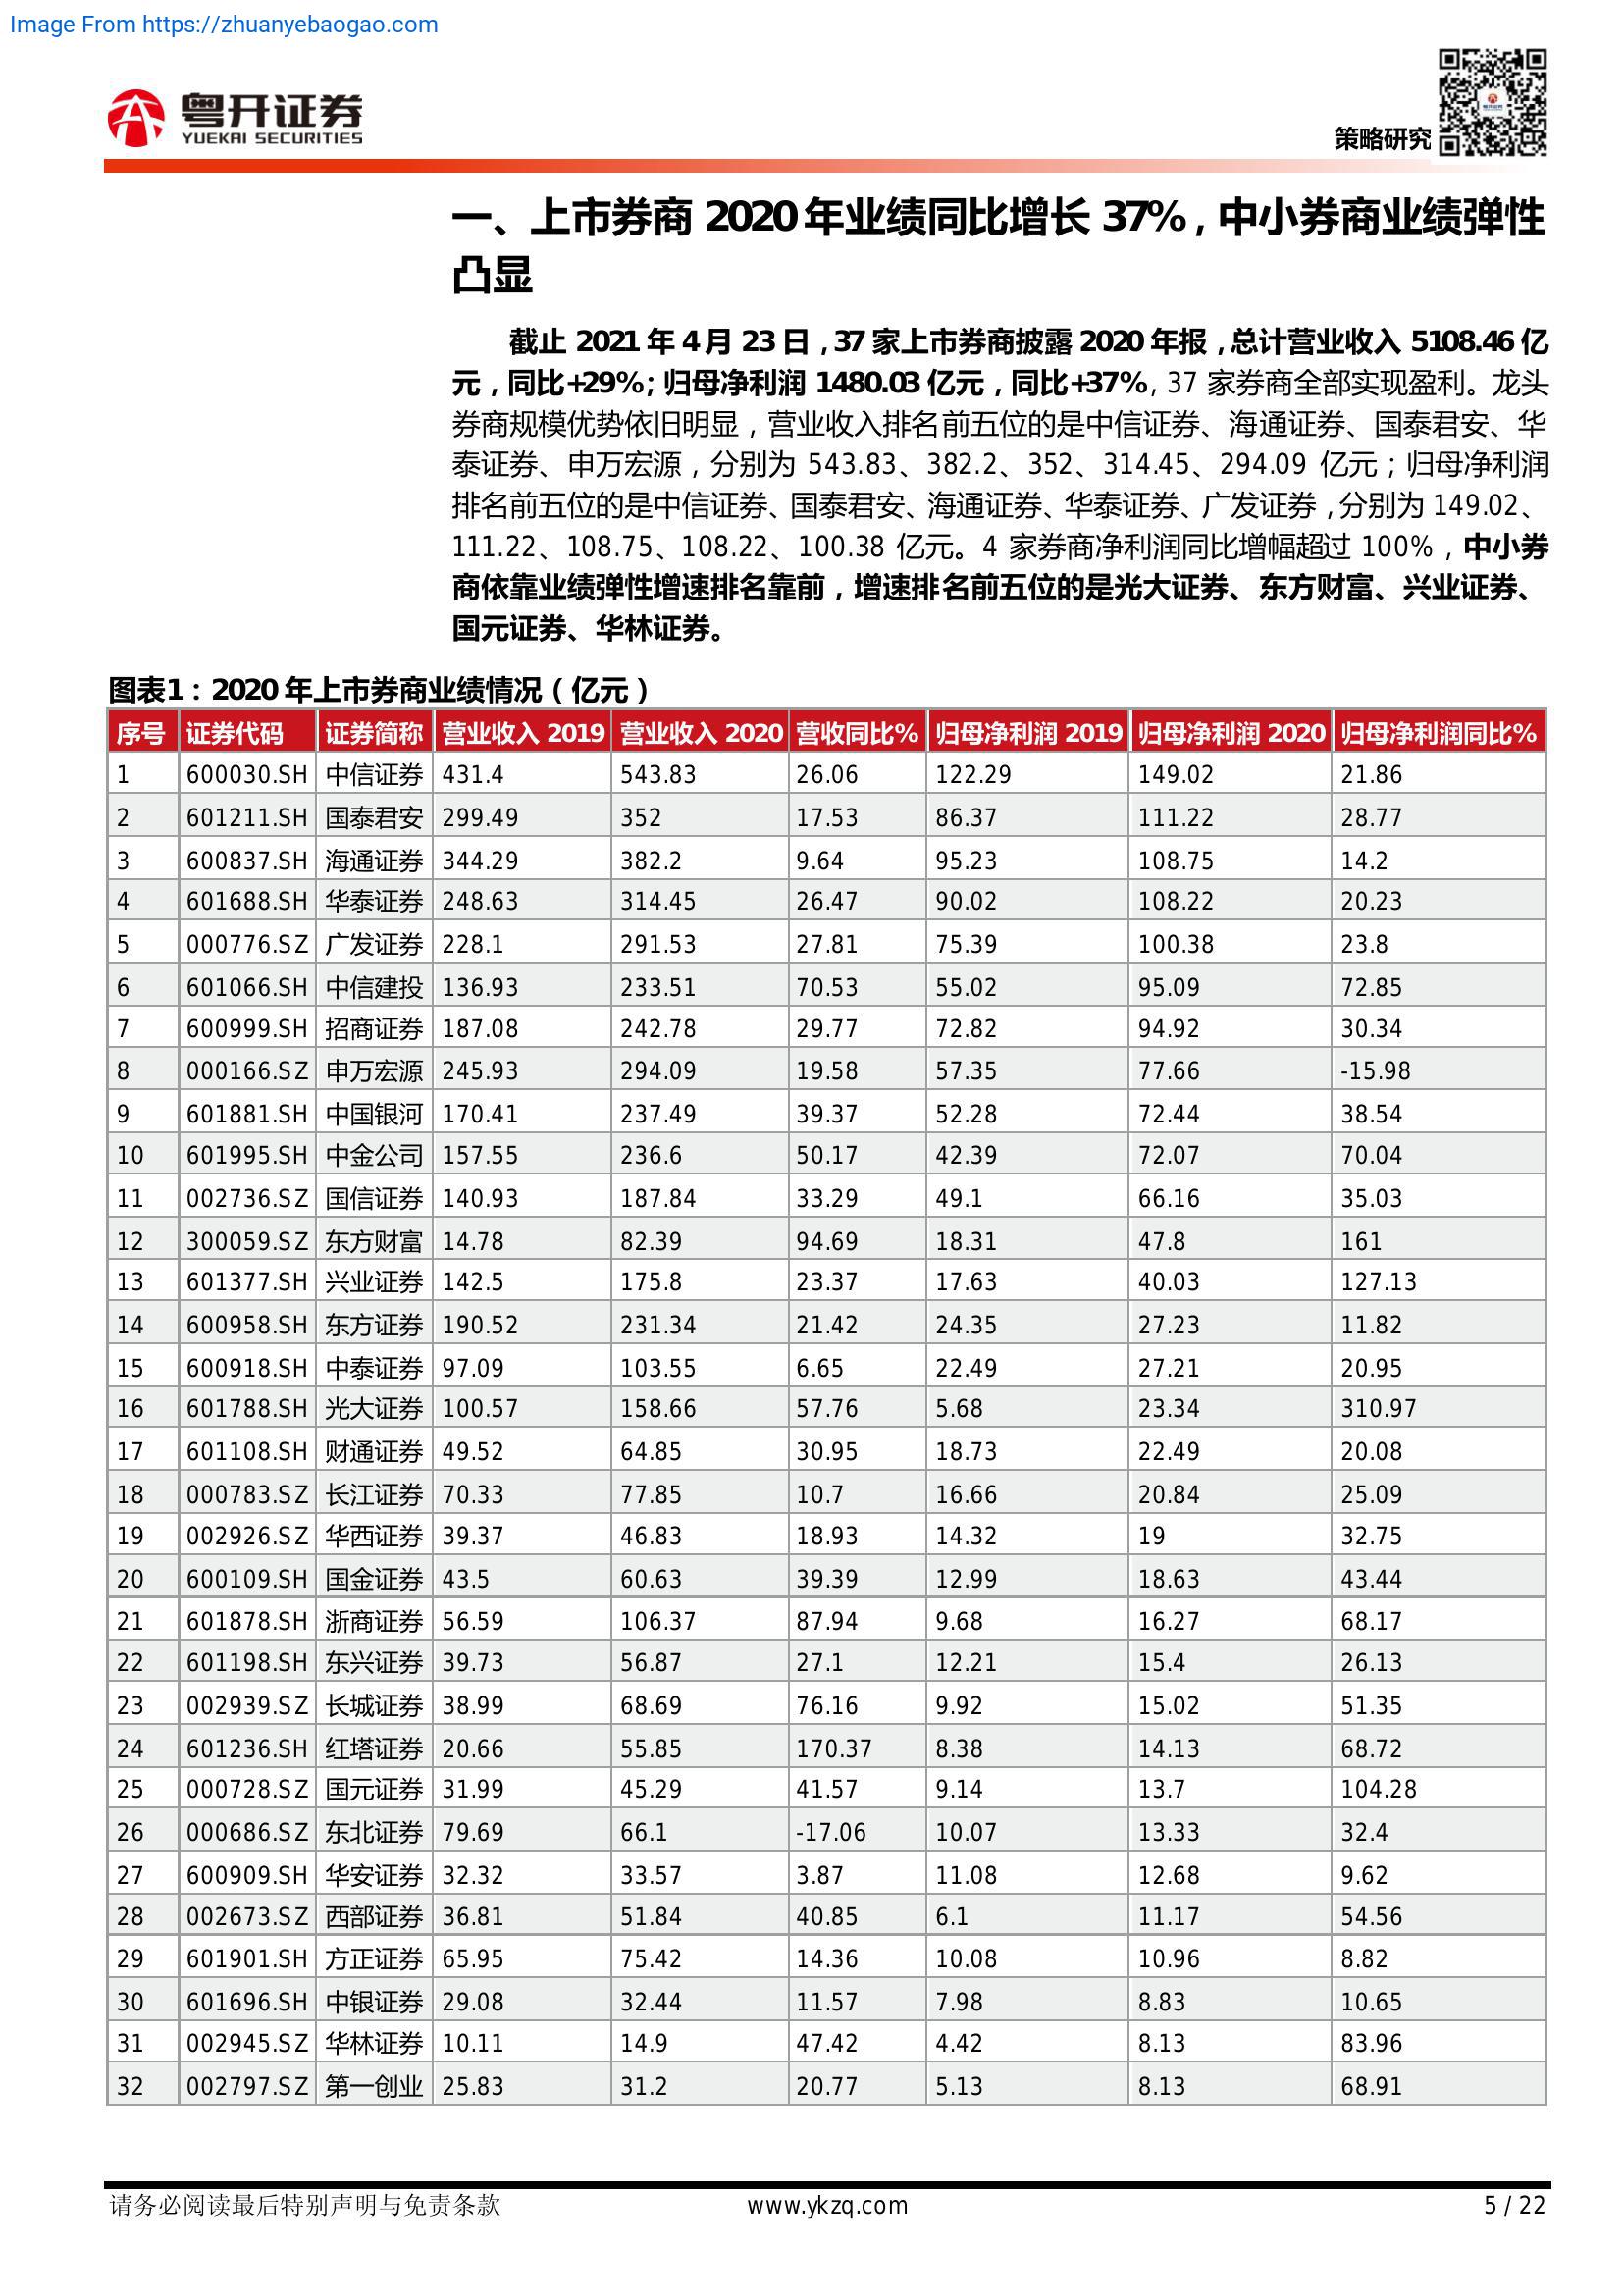 Image From https://zhuanyebaogao.com
粤开证券
YUEKAI SECURITIES
策略研究
一、上市券商 2020 年业绩同比增长 37%，中小券商业绩弹性
凸显
截止 2021 年 4 月 23 日，37 家上市券商披露 2020 年报，总计营业收入 5108.46 亿
元，同比+29%；归母净利润 1480.03 亿元，同比+37%，37 家券商全部实现盈利。龙头
券商规模优势依旧明显，营业收入排名前五位的是中信证券、海通证券、国泰君安、华
泰证券、申万宏源，分别为 543.83、382.2、352、314.45、294.09 亿元；归母净利润
排名前五位的是中信证券、国泰君安、海通证券、华泰证券、广发证券，分别为 149.02、
111.22、108.75、108.22、100.38 亿元。4 家券商净利润同比增幅超过 100%，中小券
商依靠业绩弹性增速排名靠前，增速排名前五位的是光大证券、东方财富、兴业证券、
国元证券、华林证券。
图表1：2020 年上市券商业绩情况（亿元）
序号 证券代码 证券简称 营业收入 2019 营业收入 2020 营收同比% 归母净利润 2019 归母净利润 2020 归母净利润同比%
1 600030.SH 中信证券 431.4 543.83 26.06 122.29 149.02 21.86
2 601211.SH 国泰君安 299.49 352 17.53 86.37 111.22 28.77
3 600837.SH 海通证券 344.29 382.2 9.64 95.23 108.75 14.2
4 601688.SH 华泰证券 248.63 314.45 26.47 90.02 108.22 20.23
5 000776.SZ 广发证券 228.1 291.53 27.81 75.39 100.38 23.8
6 601066.SH 中信建投 136.93 233.51 70.53 55.02 95.09 72.85
7 600999.SH 招商证券 187.08 242.78 29.77 72.82 94.92 30.34
8 000166.SZ 申万宏源 245.93 294.09 19.58 57.35 77.66 -15.98
9 601881.SH 中国银河 170.41 237.49 39.37 52.28 72.44 38.54
10 601995.SH 中金公司 157.55 236.6 50.17 42.39 72.07 70.04
11 002736.SZ 国信证券 140.93 187.84 33.29 49.1 66.16 35.03
12 300059.SZ 东方财富 14.78 82.39 94.69 18.31 47.8 161
13 601377.SH 兴业证券 142.5 175.8 23.37 17.63 40.03 127.13
14 600958.SH 东方证券 190.52 231.34 21.42 24.35 27.23 11.82
15 600918.SH 中泰证券 97.09 103.55 6.65 22.49 27.21 20.95
16 601788.SH 光大证券 100.57 158.66 57.76 5.68 23.34 310.97
17 601108.SH 财通证券 49.52 64.85 30.95 18.73 22.49 20.08
18 000783.SZ 长江证券 70.33 77.85 10.7 16.66 20.84 25.09
19 002926.SZ 华西证券 39.37 46.83 18.93 14.32 19 32.75
20 600109.SH 国金证券 43.5 60.63 39.39 12.99 18.63 43.44
21 601878.SH 浙商证券 56.59 106.37 87.94 9.68 16.27 68.17
22 601198.SH 东兴证券 39.73 56.87 27.1 12.21 15.4 26.13
23 002939.SZ 长城证券 38.99 68.69 76.16 9.92 15.02 51.35
24 601236.SH 红塔证券 20.66 55.85 170.37 8.38 14.13 68.72
25 000728.SZ 国元证券 31.99 45.29 41.57 9.14 13.7 104.28
26 000686.SZ 东北证券 79.69 66.1 -17.06 10.07 13.33 32.4
27 600909.SH 华安证券 32.32 33.57 3.87 11.08 12.68 9.62
28 002673.SZ 西部证券 36.81 51.84 40.85 6.1 11.17 54.56
29 601901.SH 方正证券 65.95 75.42 14.36 10.08 10.96 8.82
30 601696.SH 中银证券 29.08 32.44 11.57 7.98 8.83 10.65
31 002945.SZ 华林证券 10.11 14.9 47.42 4.42 8.13 83.96
32 002797.SZ 第一创业 25.83 31.2 20.77 5.13 8.13 68.91
请务必阅读最后特别声明与免责条款 www.ykzq.com 5 / 22